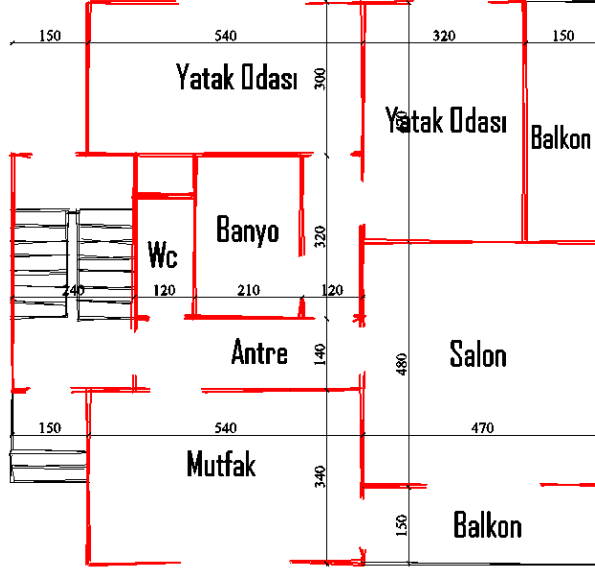 150 540 320 150
Yatak Odası
300
Yatak Odası
Balkon
320
Banyo
Wc
240 120 210 120
Antre
140
Salon
480
150 540 470
Mutfak
340
150
Balkon